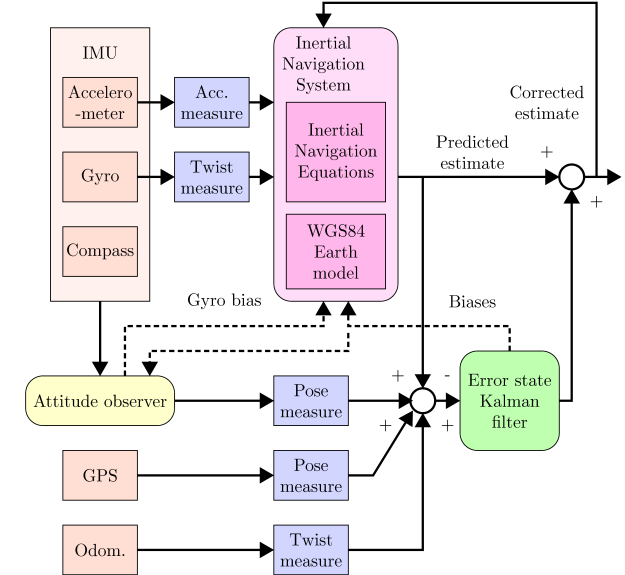 IMU
Accelero
-meter
Gyro
Compass
Acc.
measure
Twist
measure
Inertial
Navigation
System
Inertial
Navigation
Equations
WGS84
Earth
model
Corrected
estimate
Predicted
estimate
+
+
Gyro bias
Biases
Attitude observer
Pose
measure
+
-
+
+
Error state
Kalman
filter
GPS
Pose
measure
Odom.
Twist
measure